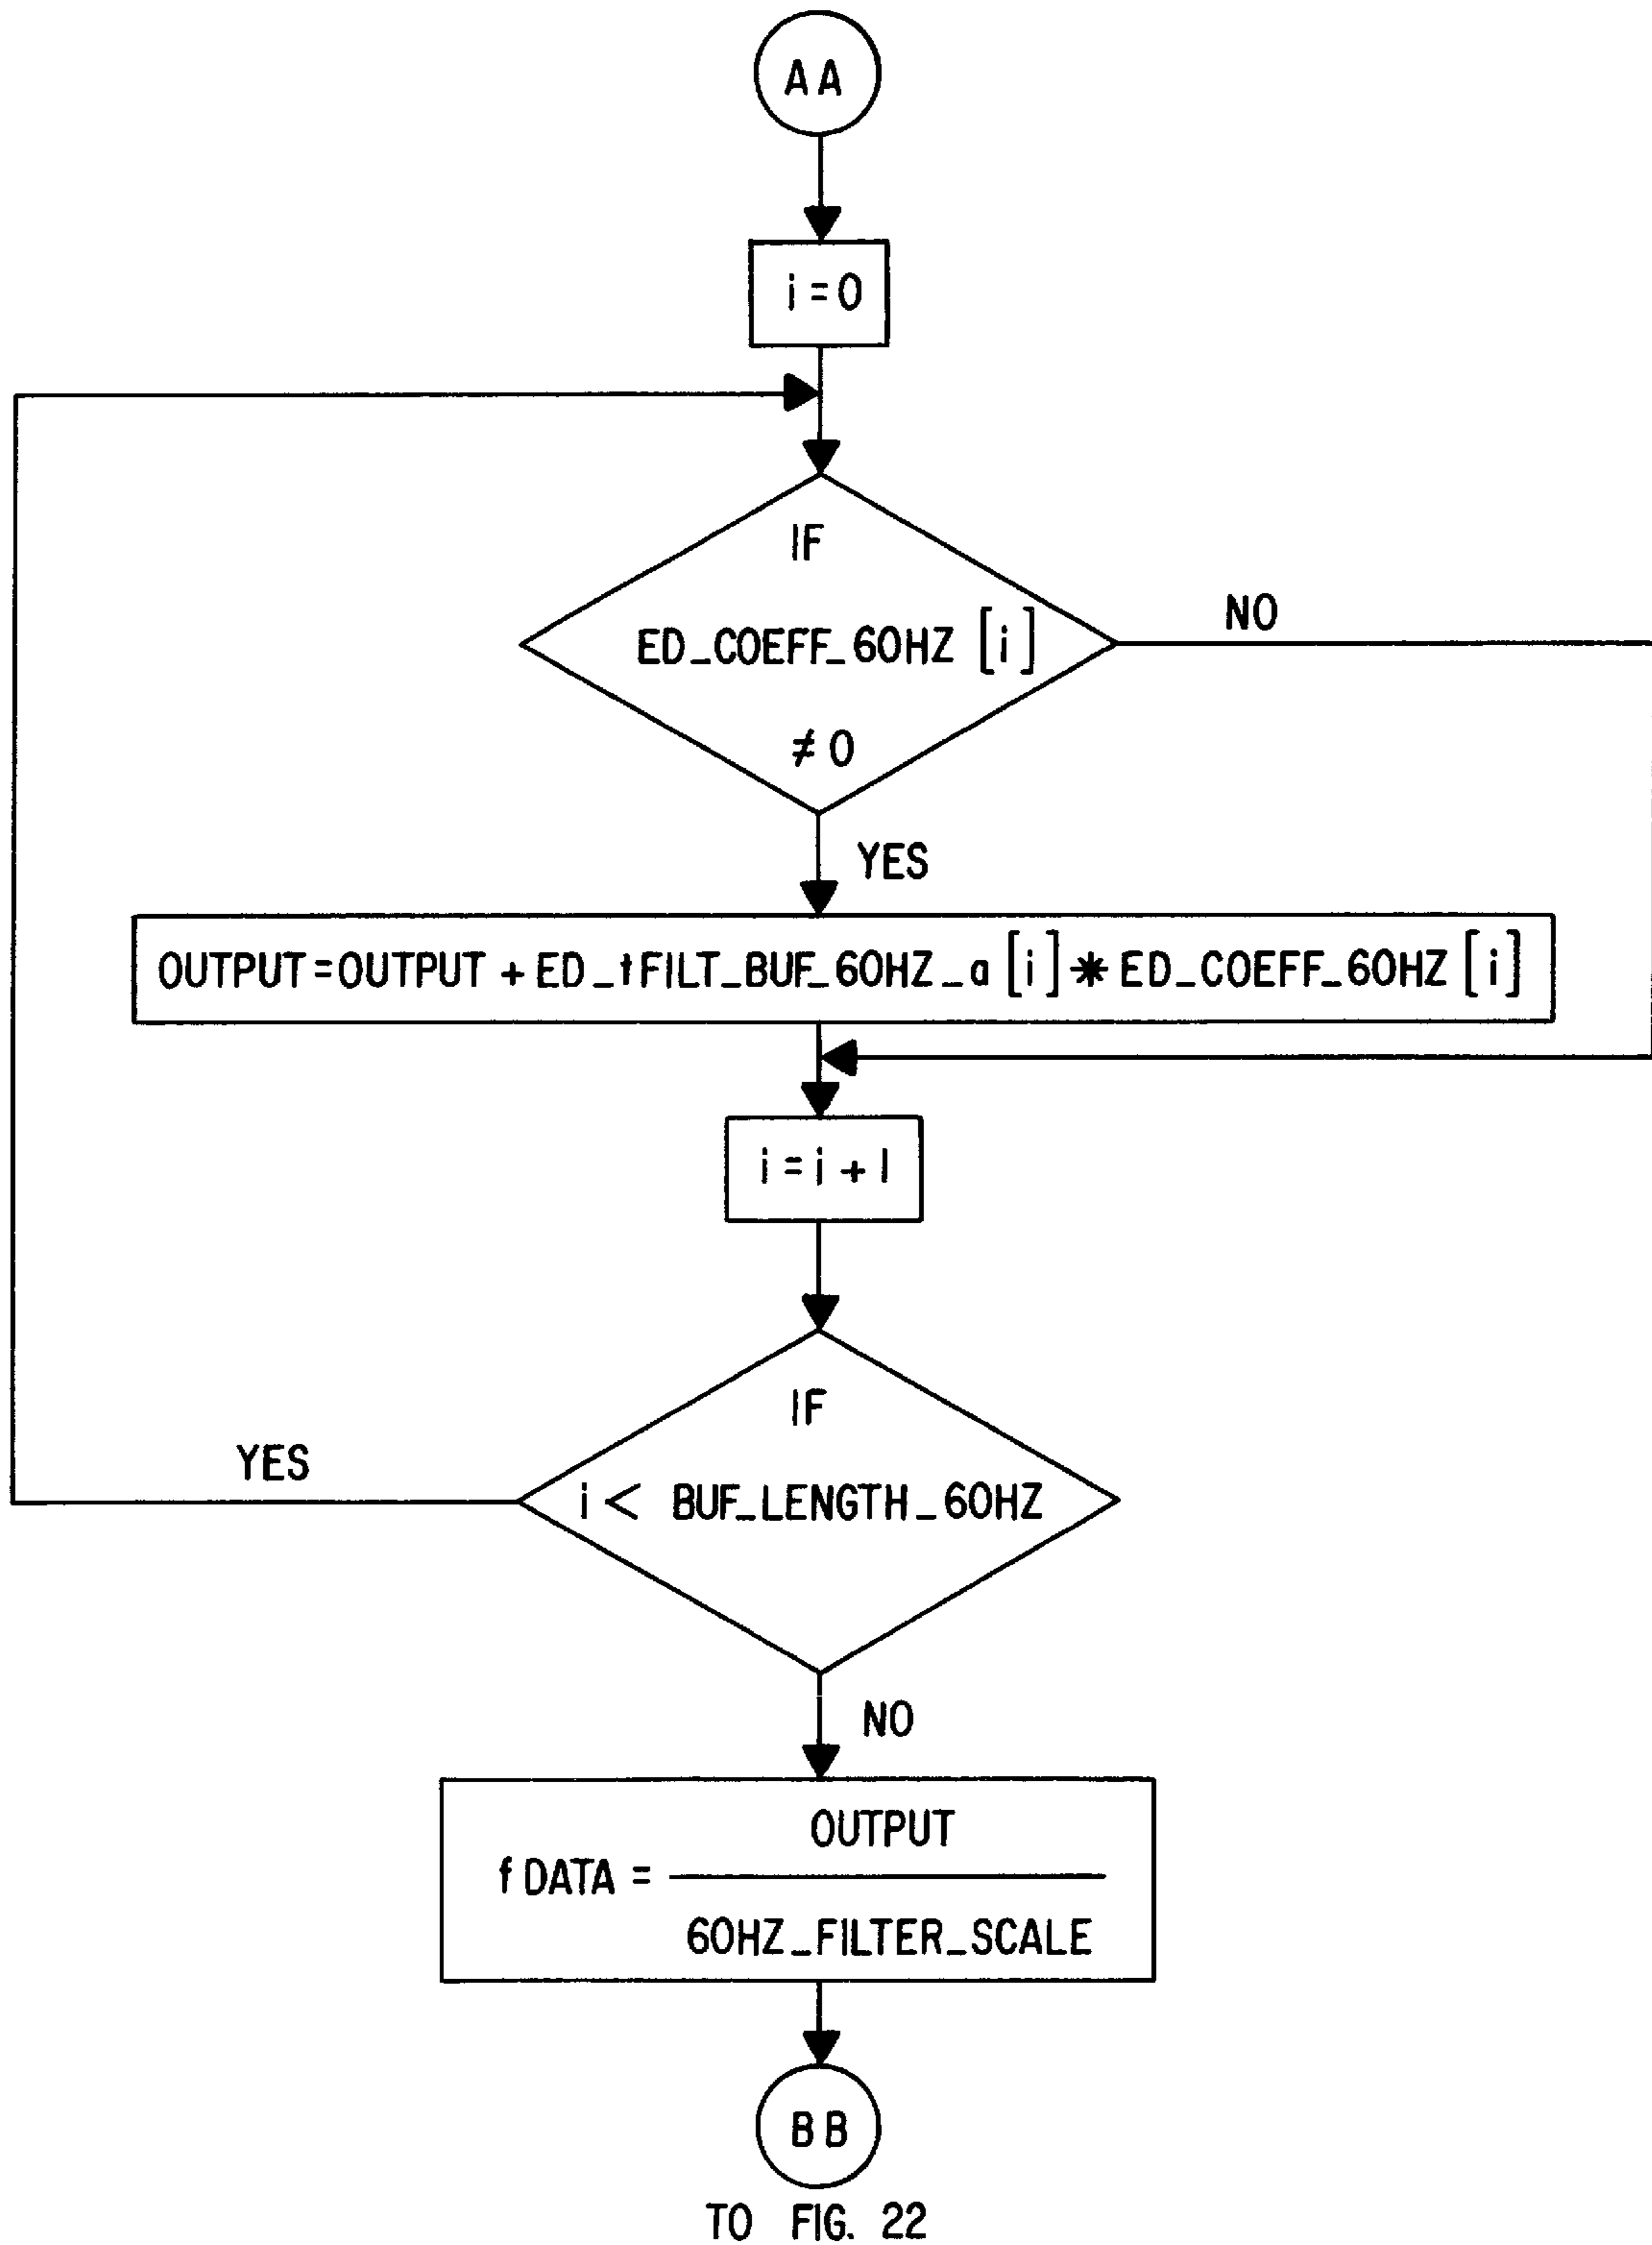 AA
i = 0
IF
ED_COEFF_60HZ [i]
≠ 0
NO
YES
OUTPUT = OUTPUT + ED_tFILT_BUF_60HZ_a [i] * ED_COEFF_60HZ [i]
i = i + 1
IF
i < BUF_LENGTH_60HZ
YES
NO
OUTPUT
f DATA =
60HZ_FILTER_SCALE
BB
TO FIG. 22